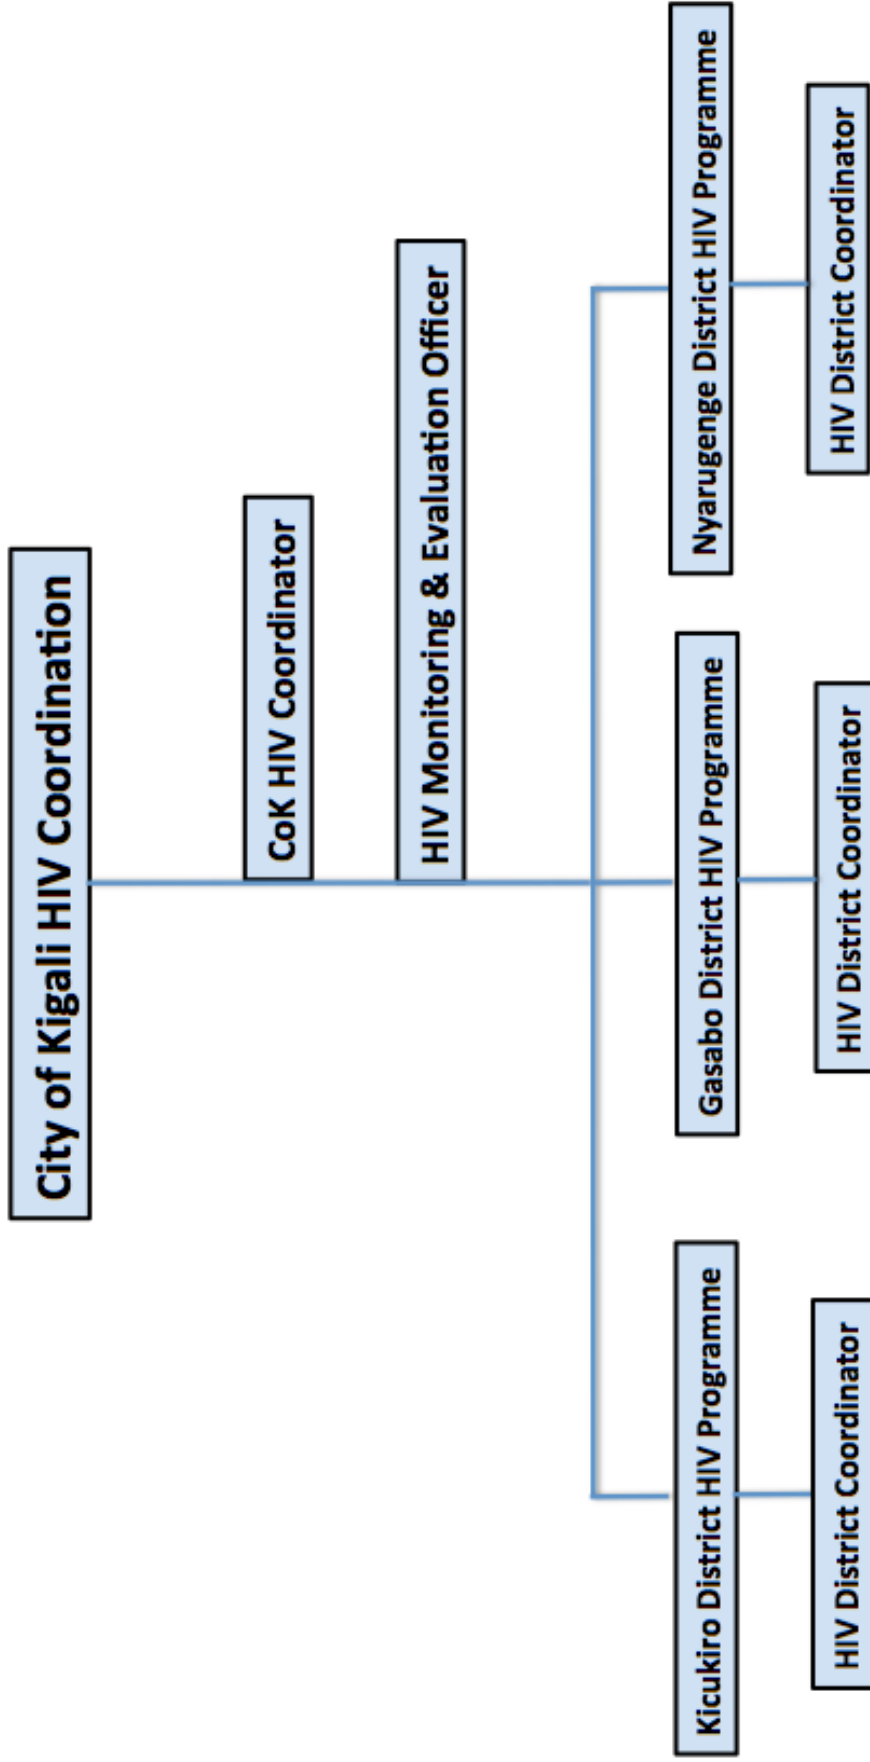 City of Kigali HIV Coordination
CoK HIV Coordinator
HIV Monitoring & Evaluation Officer
Kicukiro District HIV Programme
Gasabo District HIV Programme
Nyarugenge District HIV Programme
HIV District Coordinator
HIV District Coordinator
HIV District Coordinator